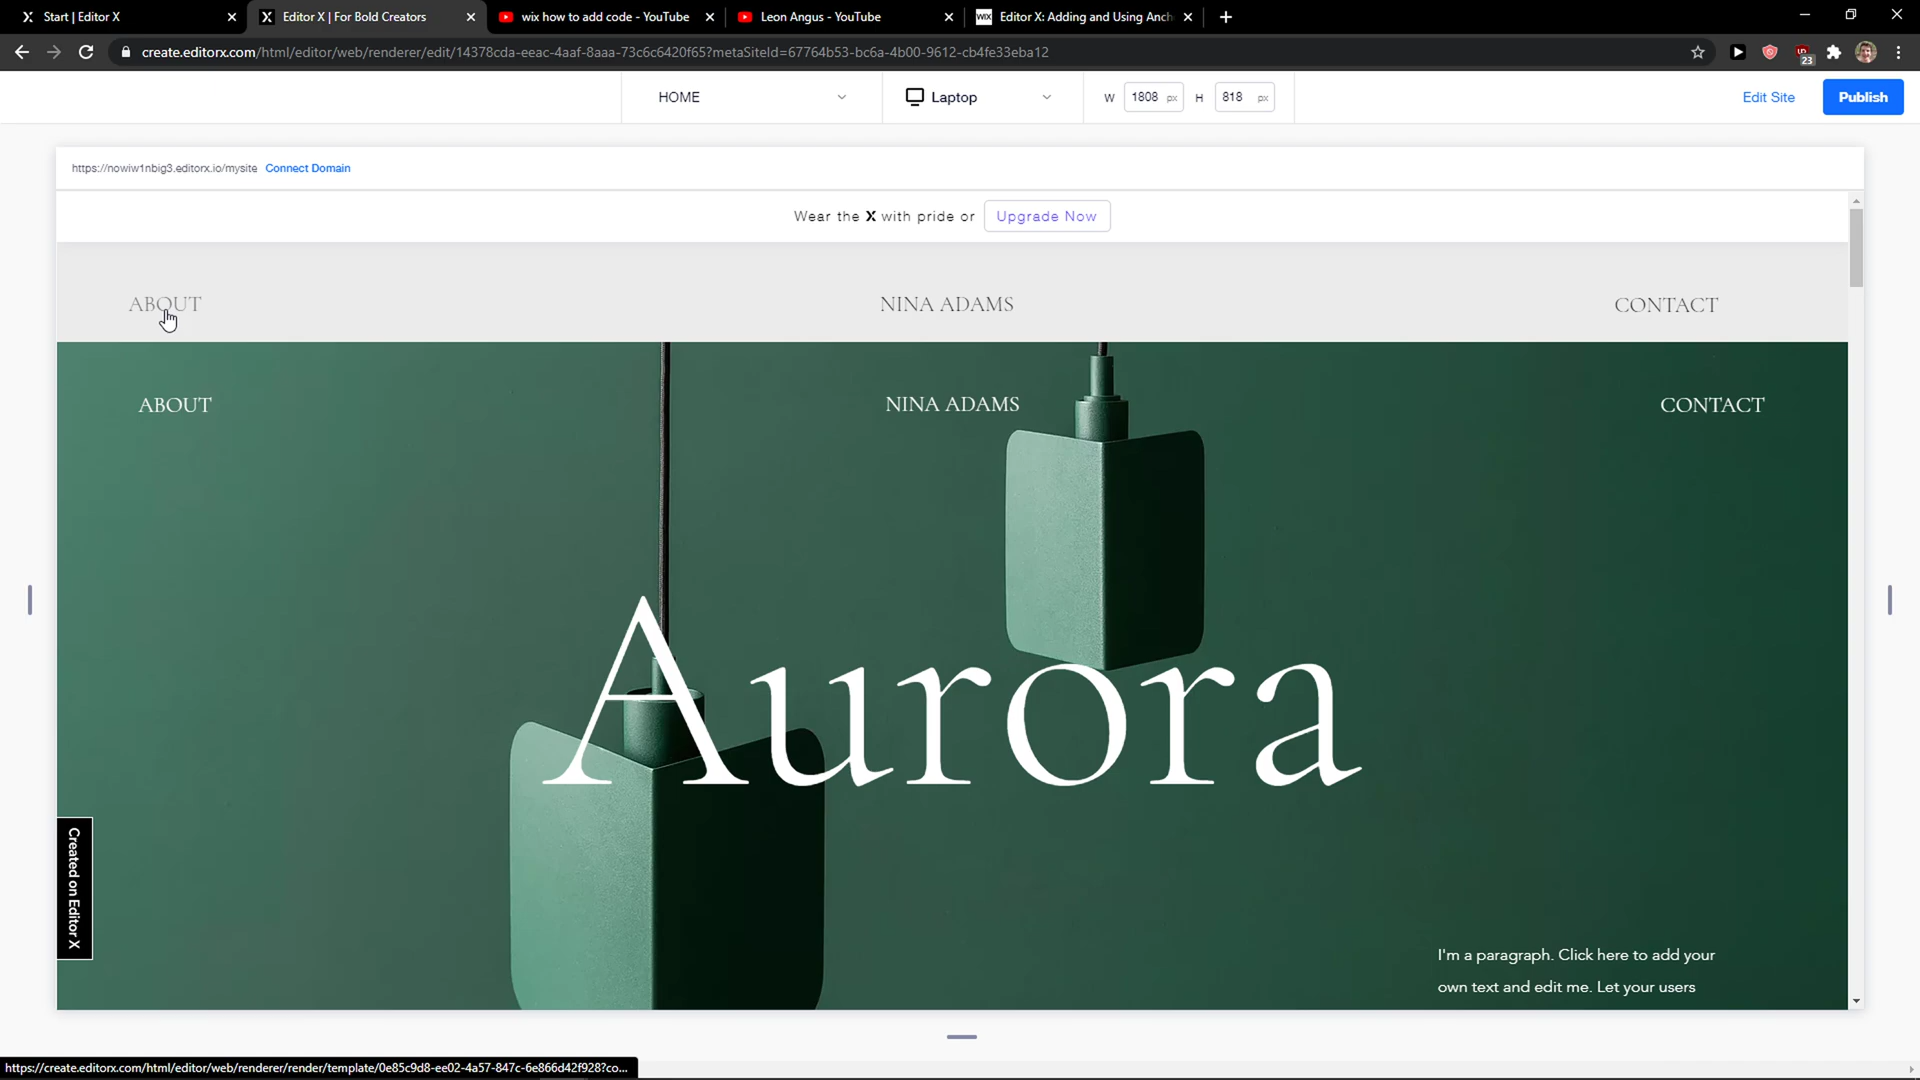 Start | Editor X
Editor X | For Bold Creators
wix how to add code - YouTube
Leon Angus - YouTube
WiX Editor X: Adding and Using Anch
create.editorx.com/html/editor/web/renderer/edit/14378cda-eeac-4aaf-8aaa-73c6c6420f65?metaSiteId=67764b53-bc6a-4b00-9612-cb4fe33eba12
23
HOME
Laptop
W 1808 px H 818 px
Edit Site
Publish
https://nowiw1nbig3.editorx.io/mysite Connect Domain
Wear the X with pride or Upgrade Now
ABOUT NINA ADAMS CONTACT
ABOUT NINA ADAMS CONTACT
Aurora
Created on Editor X
I'm a paragraph. Click here to add your
own text and edit me. Let your users
https://create.editorx.com/html/editor/web/renderer/render/template/0e85c9d8-ee02-4a57-847c-6e866d42f928?co...